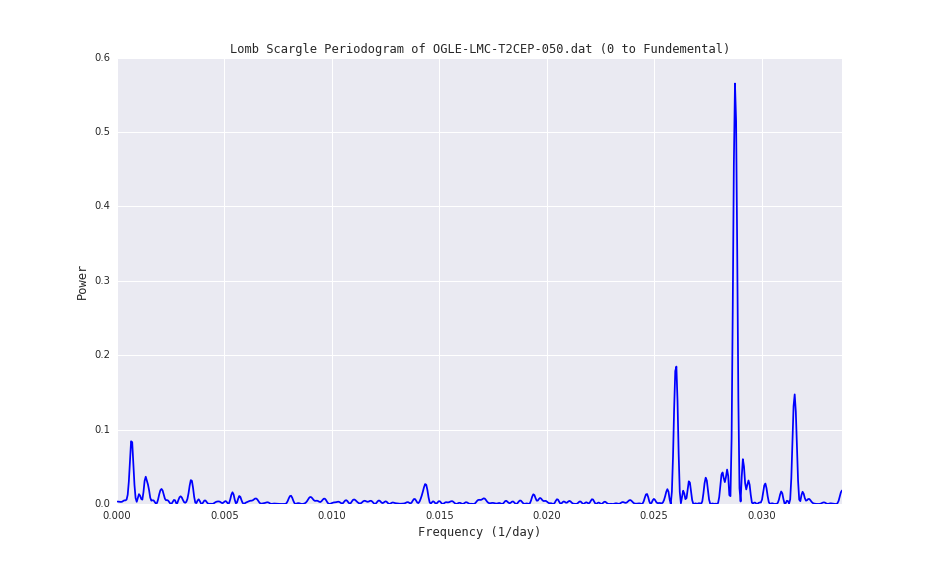 Lomb Scargle Periodogram of OGLE-LMC-T2CEP-050.dat (0 to Fundemental)
0.6
0.5
0.4
0.3
0.2
0.1
0.0
Power
0.000 0.005 0.010 0.015 0.020 0.025 0.030
Frequency (1/day)